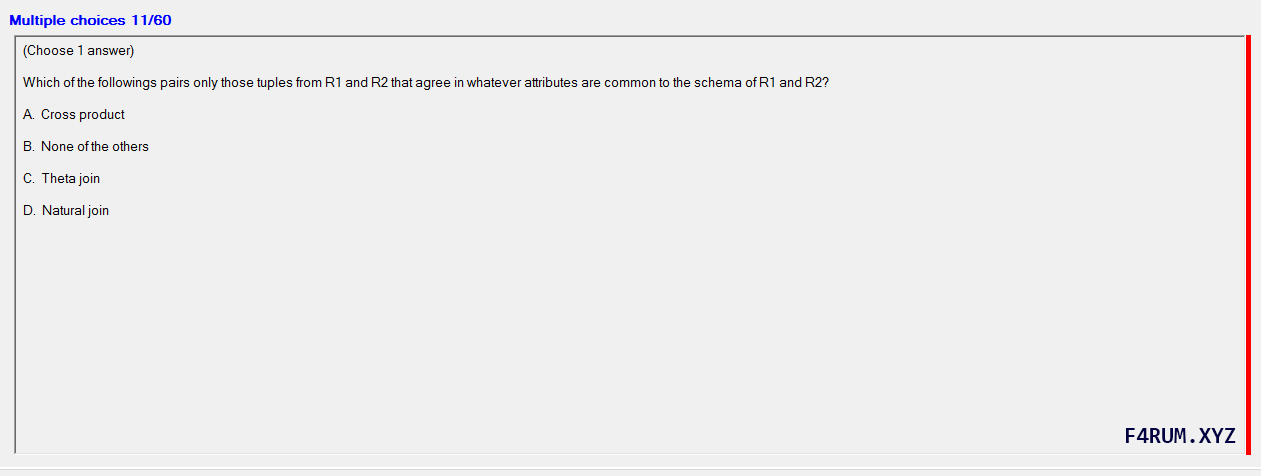 Multiple choices 11/60
(Choose 1 answer)
Which of the followings pairs only those tuples from R1 and R2 that agree in whatever attributes are common to the schema of R1 and R2?
A. Cross product
B. None of the others
C. Theta join
D. Natural join
F4RUM.XYZ